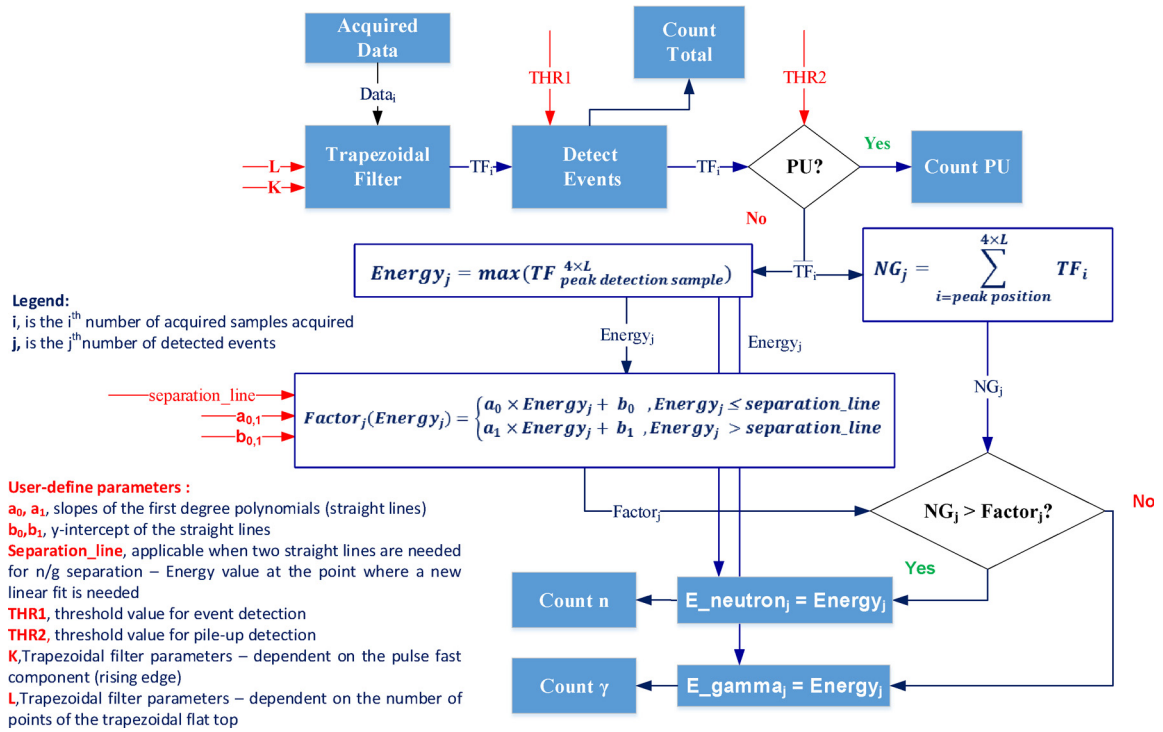 Acquired
Data
Count
Total
THR1
THR2
Data_i
L
K
Trapezoidal
Filter
TF_i
Detect
Events
TF_i
PU?
Yes
Count PU
No
Energy_j = max(TF ^{4×L} _{peak detection sample})
TF_i
NG_j = ∑^{4×L}_{i=peak position} TF_i
Legend:
i, is the i^th number of acquired samples acquired
j, is the j^th number of detected events
Energy_j
Energy_j
NG_j
separation_line
a_0,1
b_0,1
Factor_j(Energy_j) = { a_0 × Energy_j + b_0 , Energy_j ≤ separation_line
{ a_1 × Energy_j + b_1 , Energy_j > separation_line
User-define parameters :
a_0, a_1, slopes of the first degree polynomials (straight lines)
b_0,b_1, y-intercept of the straight lines
Separation_line, applicable when two straight lines are needed
for n/g separation – Energy value at the point where a new
linear fit is needed
THR1, threshold value for event detection
THR2, threshold value for pile-up detection
K,Trapezoidal filter parameters – dependent on the pulse fast
component (rising edge)
L,Trapezoidal filter parameters – dependent on the number of
points of the trapezoidal flat top
Factor_j
NG_j > Factor_j?
No
Yes
Count n
E_neutron_j = Energy_j
Count γ
E_gamma_j = Energy_j